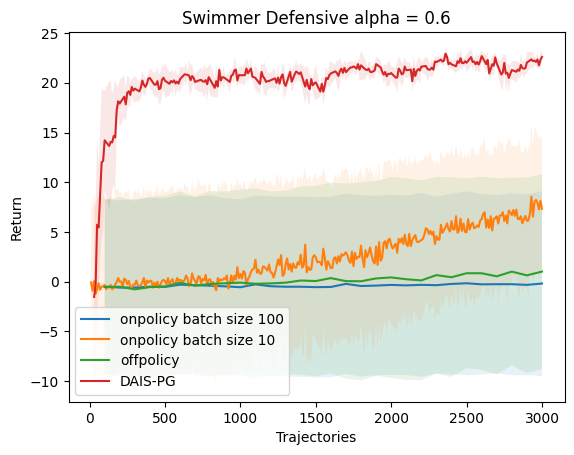 Swimmer Defensive alpha = 0.6
Return
25
20
15
10
5
0
−5
−10
onpolicy batch size 100
onpolicy batch size 10
offpolicy
DAIS-PG
0 500 1000 1500 2000 2500 3000
Trajectories